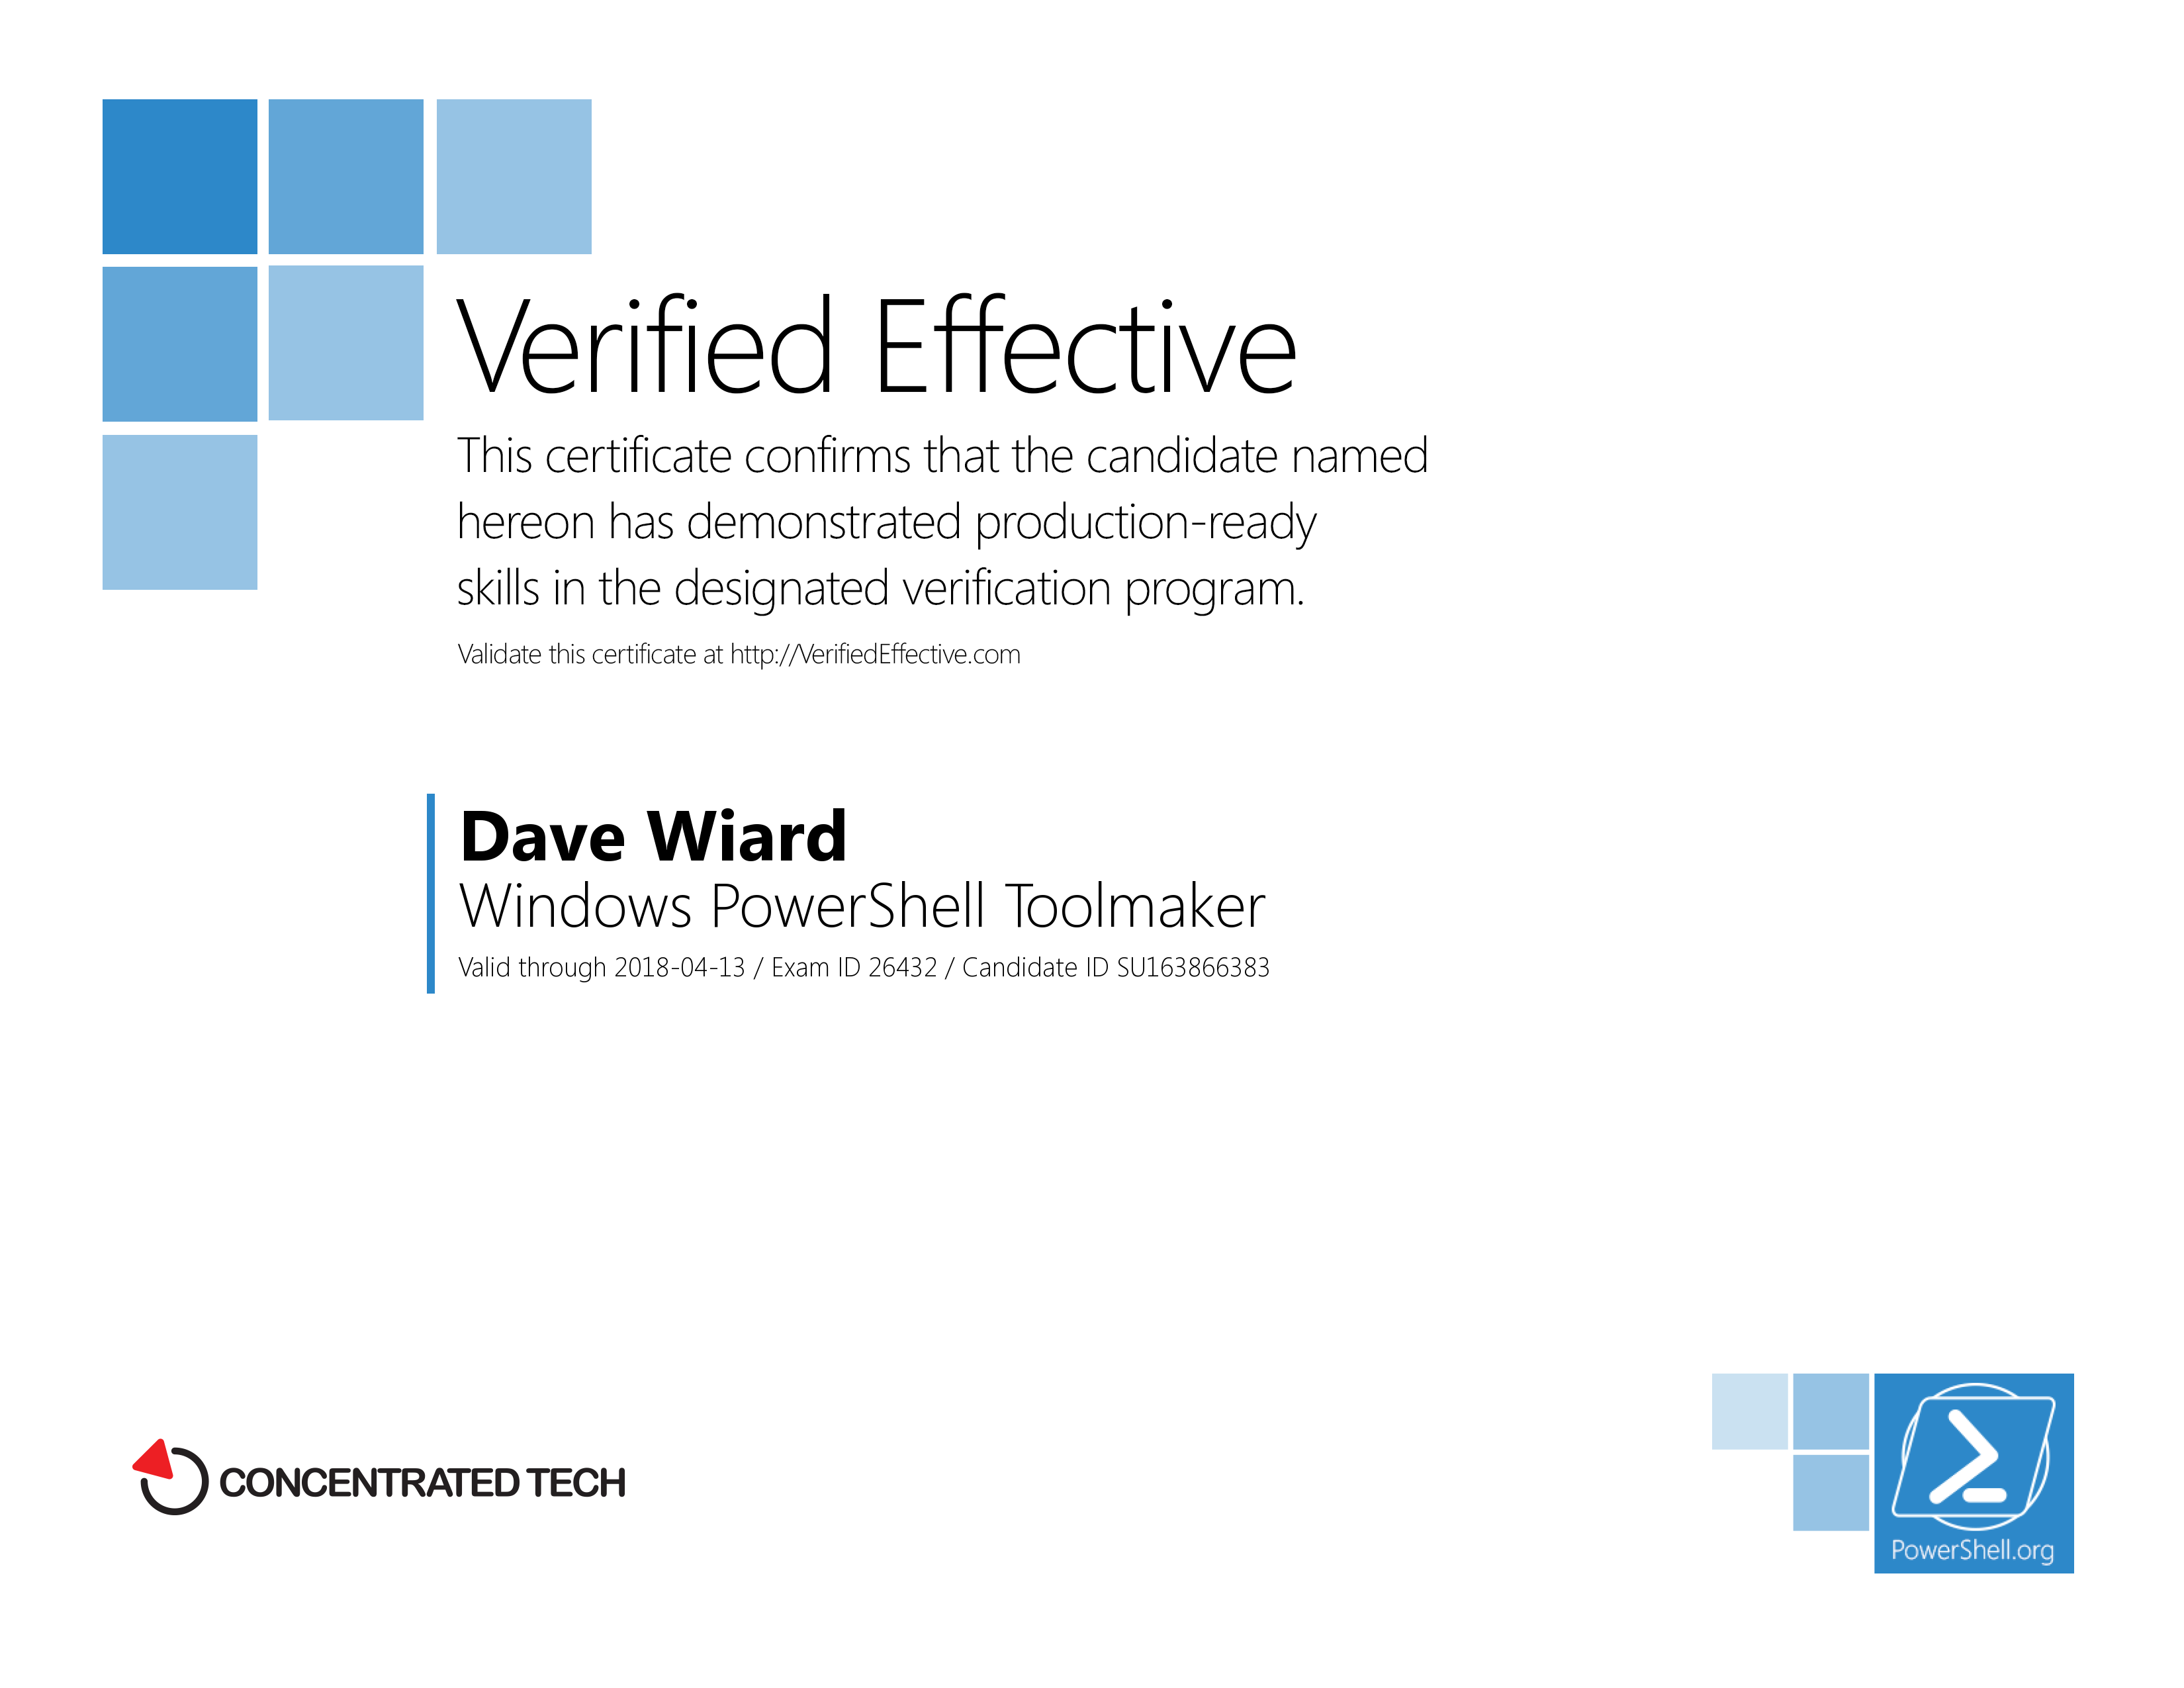 Verified Effective
This certificate confirms that the candidate named
hereon has demonstrated production-ready
skills in the designated verification program.
Validate this certificate at http://VerifiedEffective.com
Dave Wiard
Windows PowerShell Toolmaker
Valid through 2018-04-13 / Exam ID 26432 / Candidate ID SU163866383
CONCENTRATED TECH
PowerShell.org